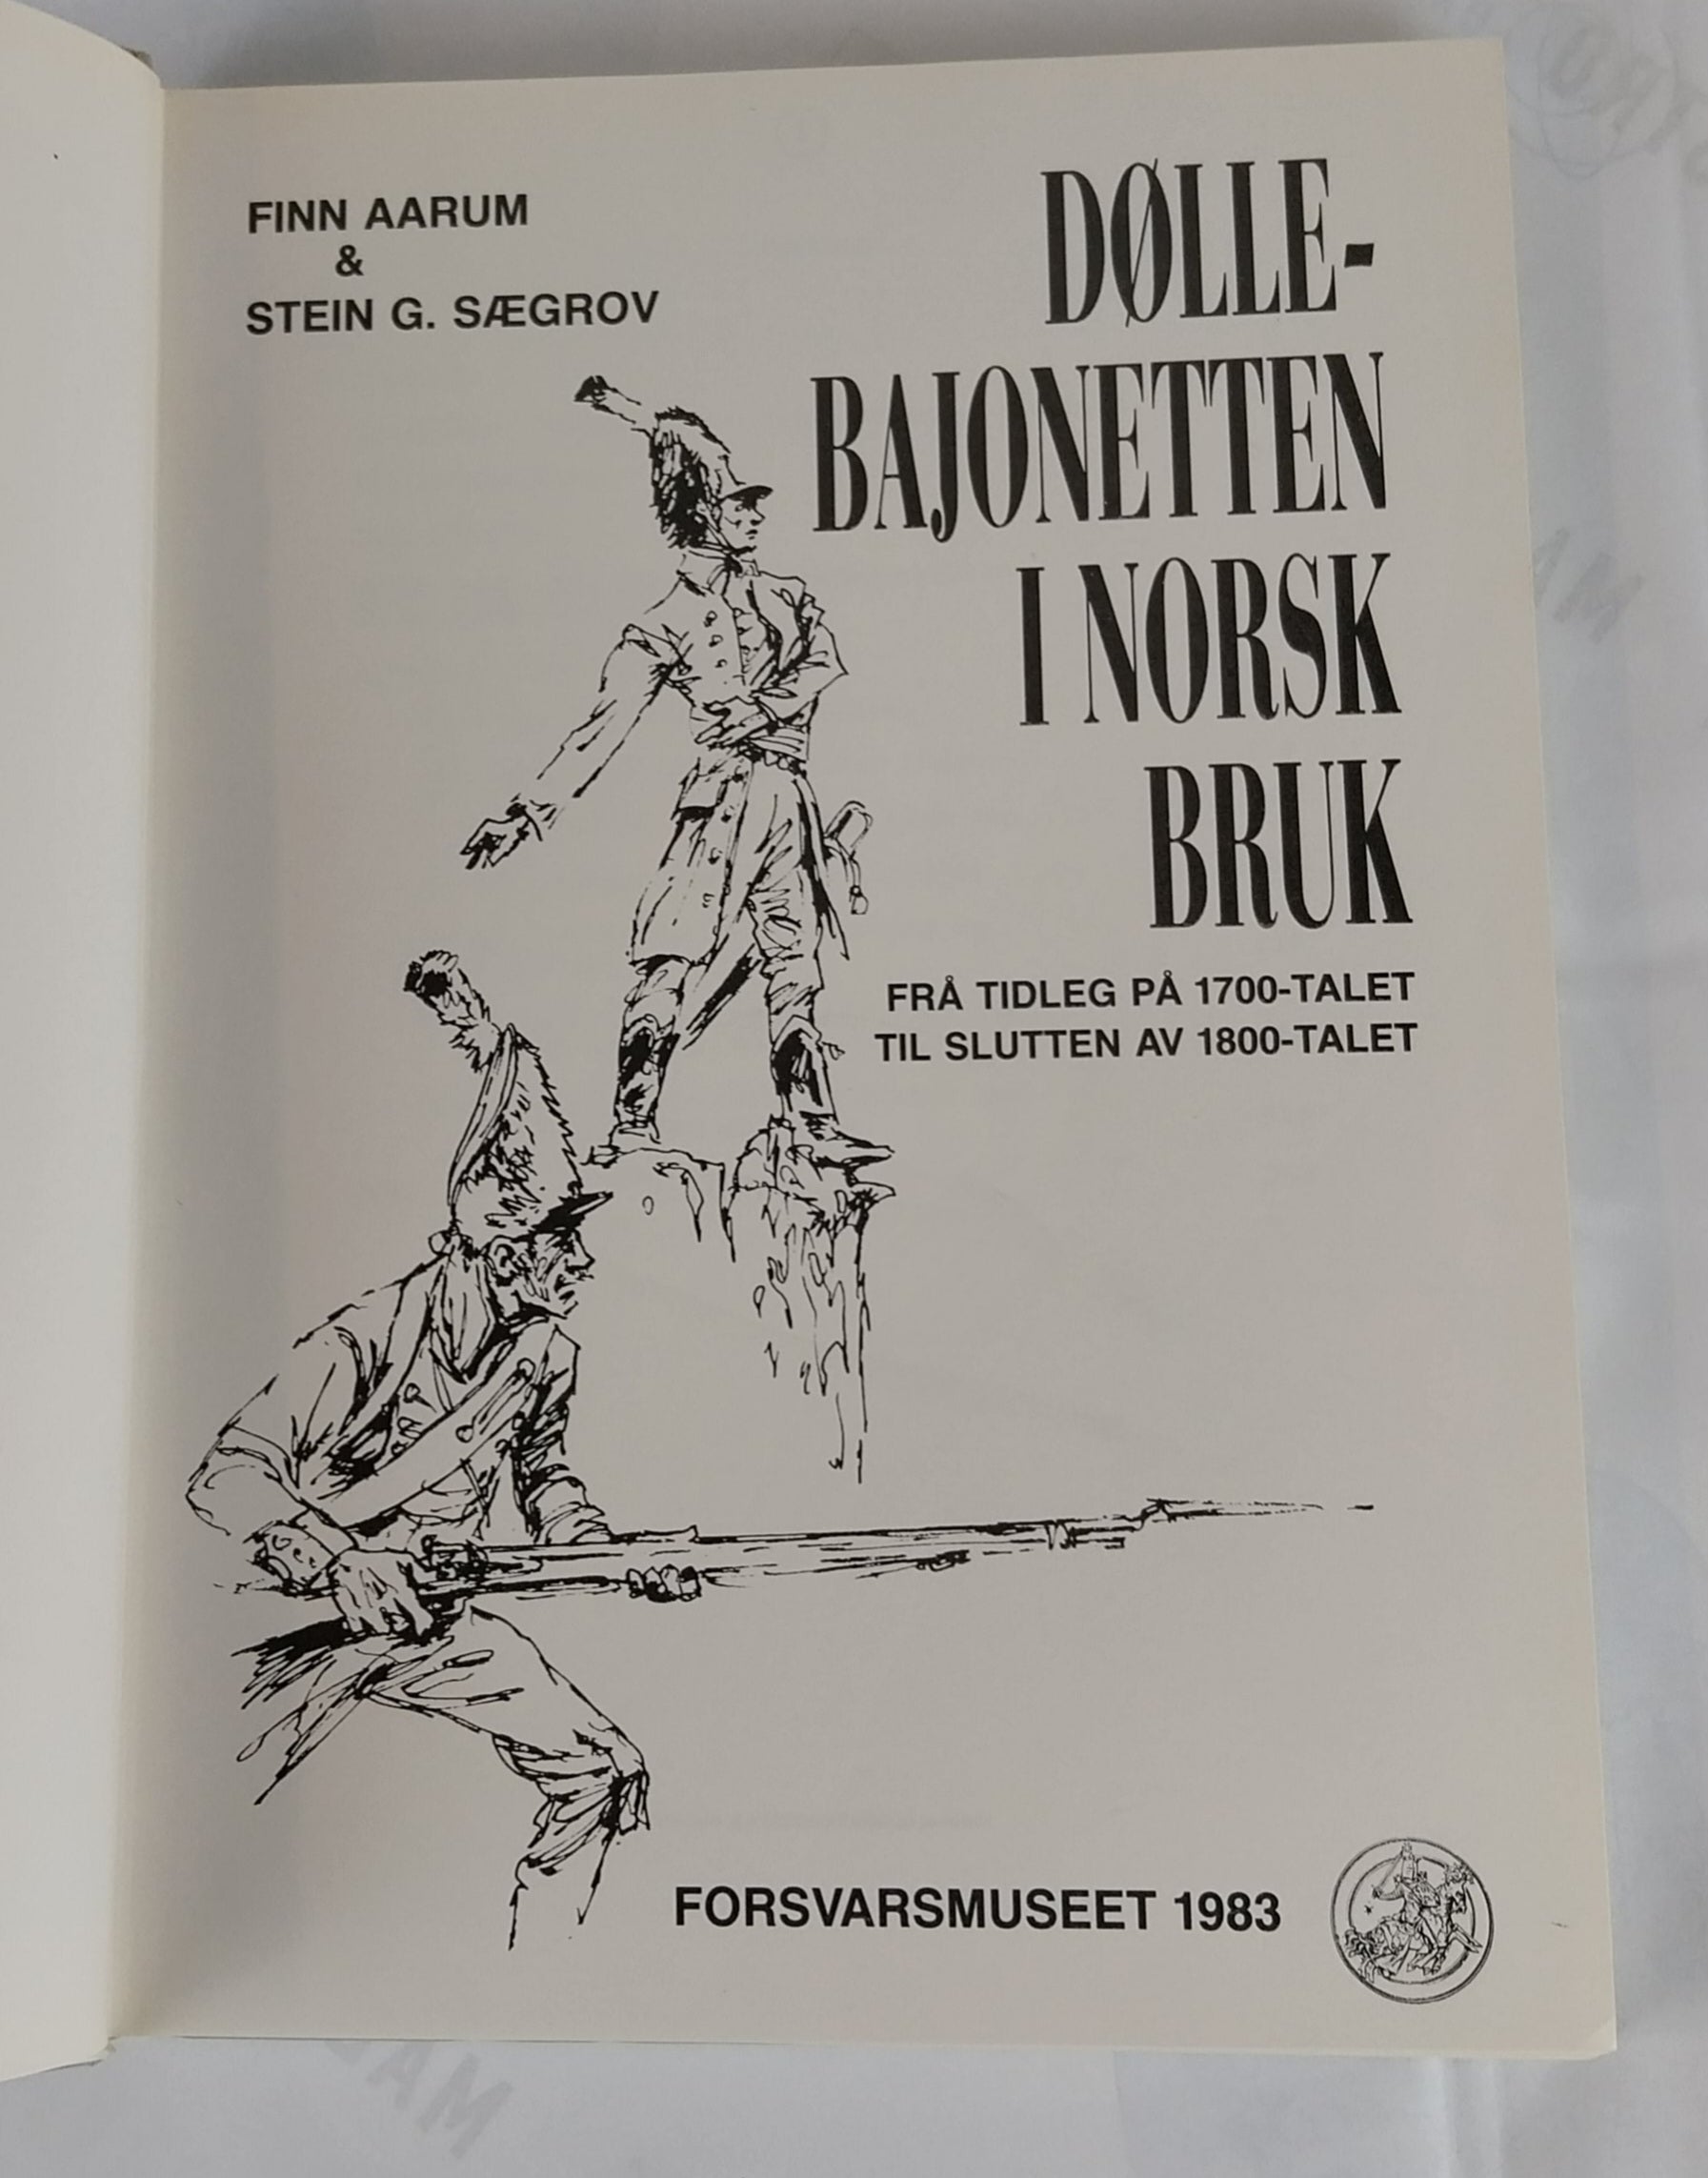 FINN AARUM
&
STEIN G. SÆGROV
DØLLE-
BAJONETTEN
I NORSK
BRUK
FRÅ TIDLEG PÅ 1700-TALET
TIL SLUTTEN AV 1800-TALET
FORSVARSMUSEET 1983